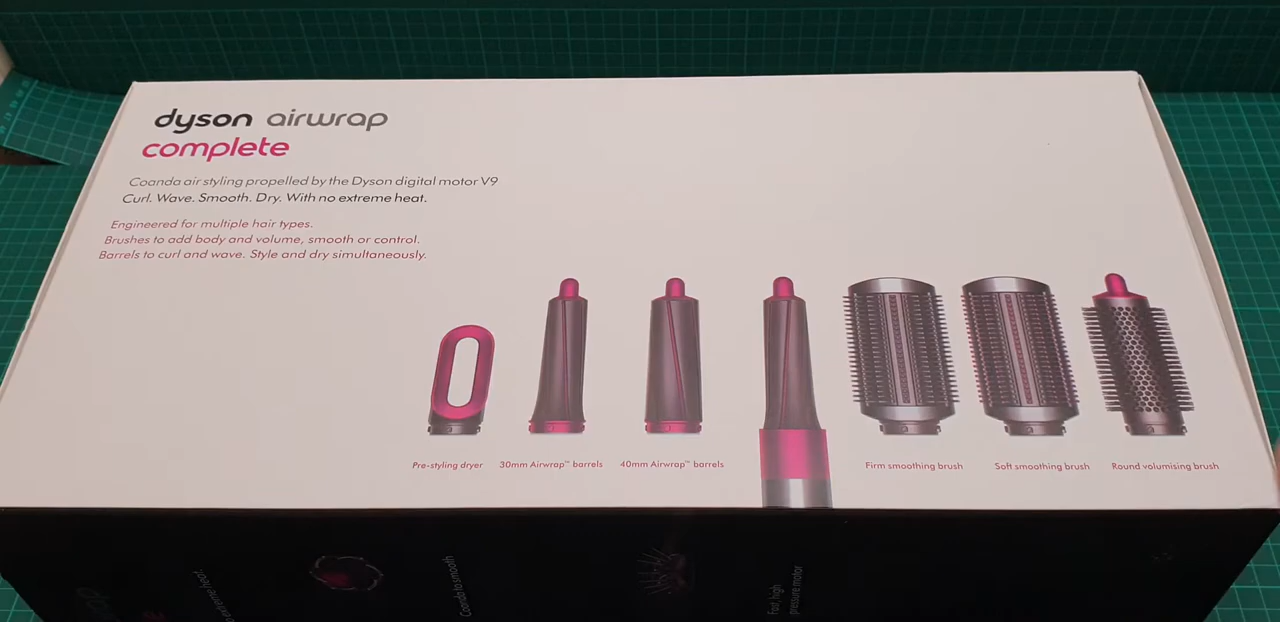 dyson airwrap
complete
Coanda air styling propelled by the Dyson digital motor V9
Curl. Wave. Smooth. Dry. With no extreme heat.
Engineered for multiple hair types.
Brushes to add body and volume, smooth or control.
Barrels to curl and wave. Style and dry simultaneously.
Pre-styling dryer
30mm Airwrap™ barrels
40mm Airwrap™ barrels
Firm smoothing brush
Soft smoothing brush
Round volumising brush
extreme heat.
Coanda to smooth
Fast, high
pressure motor